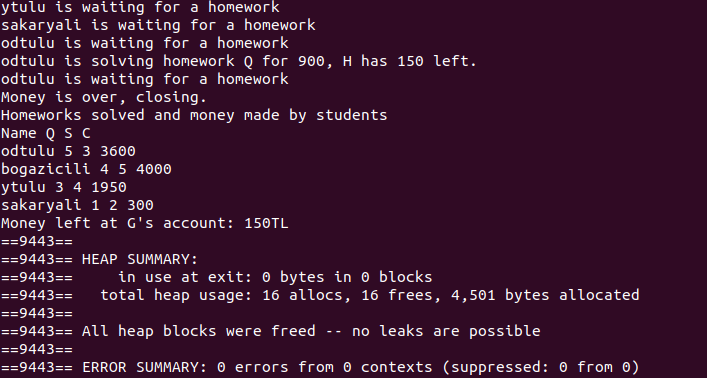 ytulu is waiting for a homework
sakaryali is waiting for a homework
odtulu is waiting for a homework
odtulu is solving homework Q for 900, H has 150 left.
odtulu is waiting for a homework
Money is over, closing.
Homeworks solved and money made by students
Name Q S C
odtulu 5 3 3600
bogazicili 4 5 4000
ytulu 3 4 1950
sakaryali 1 2 300
Money left at G's account: 150TL
==9443==
==9443== HEAP SUMMARY:
==9443==     in use at exit: 0 bytes in 0 blocks
==9443==   total heap usage: 16 allocs, 16 frees, 4,501 bytes allocated
==9443==
==9443== All heap blocks were freed -- no leaks are possible
==9443==
==9443== ERROR SUMMARY: 0 errors from 0 contexts (suppressed: 0 from 0)